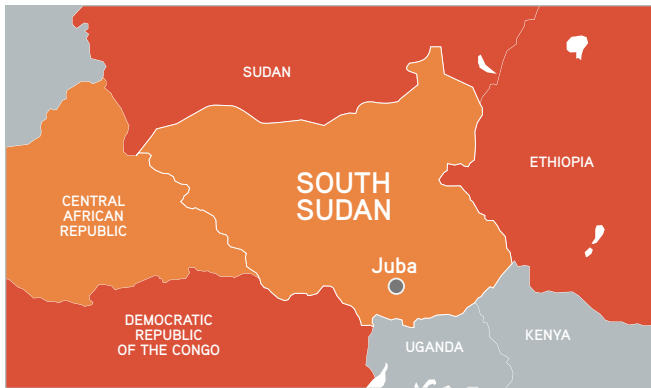 SUDAN
ETHIOPIA
SOUTH
SUDAN
CENTRAL
AFRICAN
REPUBLIC
Juba
DEMOCRATIC
REPUBLIC
OF THE CONGO
UGANDA
KENYA